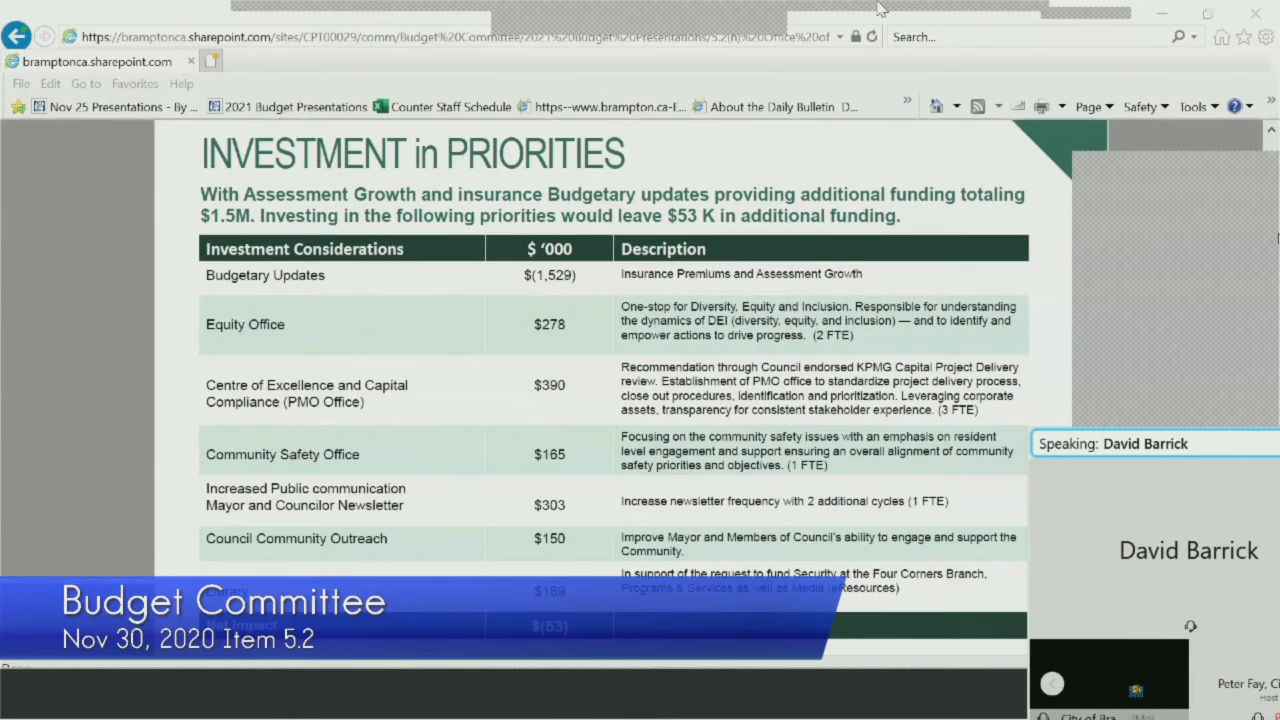 https://bramptonca.sharepoint.com/sites/CPT00029/comm/Budget%20Committee/2021%20Budget%20Presentations/5.2(h)%20Office%20of
Search...
bramptonca.sharepoint.com
File Edit Go to Favorites Help
Nov 25 Presentations - By ... 2021 Budget Presentations Counter Staff Schedule https--www.brampton.ca-E... About the Daily Bulletin D... Page Safety Tools
INVESTMENT in PRIORITIES
With Assessment Growth and insurance Budgetary updates providing additional funding totaling
$1.5M. Investing in the following priorities would leave $53 K in additional funding.
Investment Considerations $ ‘000 Description
Budgetary Updates $(1,529) Insurance Premiums and Assessment Growth
One-stop for Diversity, Equity and Inclusion. Responsible for understanding
Equity Office $278 the dynamics of DEI (diversity, equity, and inclusion) — and to identify and
empower actions to drive progress. (2 FTE)
Recommendation through Council endorsed KPMG Capital Project Delivery
Centre of Excellence and Capital $390 review. Establishment of PMO office to standardize project delivery process,
Compliance (PMO Office) close out procedures, identification and prioritization. Leveraging corporate
assets, transparency for consistent stakeholder experience. (3 FTE)
Focusing on the community safety issues with an emphasis on resident
Community Safety Office $165 level engagement and support ensuring an overall alignment of community
safety priorities and objectives. (1 FTE)
Increased Public communication
Mayor and Councilor Newsletter $303 Increase newsletter frequency with 2 additional cycles (1 FTE)
Council Community Outreach $150 Improve Mayor and Members of Council's ability to engage and support the
Community.
In support of the request to fund Security at the Four Corners Branch,
Library $189 Programs & Services as well as Media (eResources)
Net Impact $(53)
Speaking: David Barrick
David Barrick
Peter Fay, Ci
Host
City of Bra... (Me)
Budget Committee
Nov 30, 2020 Item 5.2